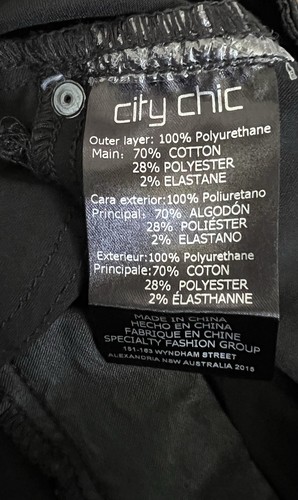 city chic
Outer layer: 100% Polyurethane
Main: 70% COTTON
28% POLYESTER
2% ELASTANE
Cara exterior:100% Poliuretano
Principal: 70% ALGODÓN
28% POLIÉSTER
2% ELASTANO
Exterieur:100% Polyurethane
Principale:70% COTON
28% POLYESTER
2% ÉLASTHANNE
MADE IN CHINA
HECHO EN CHINA
FABRIQUE EN CHINE
SPECIALTY FASHION GROUP
151-163 WYNDHAM STREET
ALEXANDRIA NSW AUSTRALIA 2015